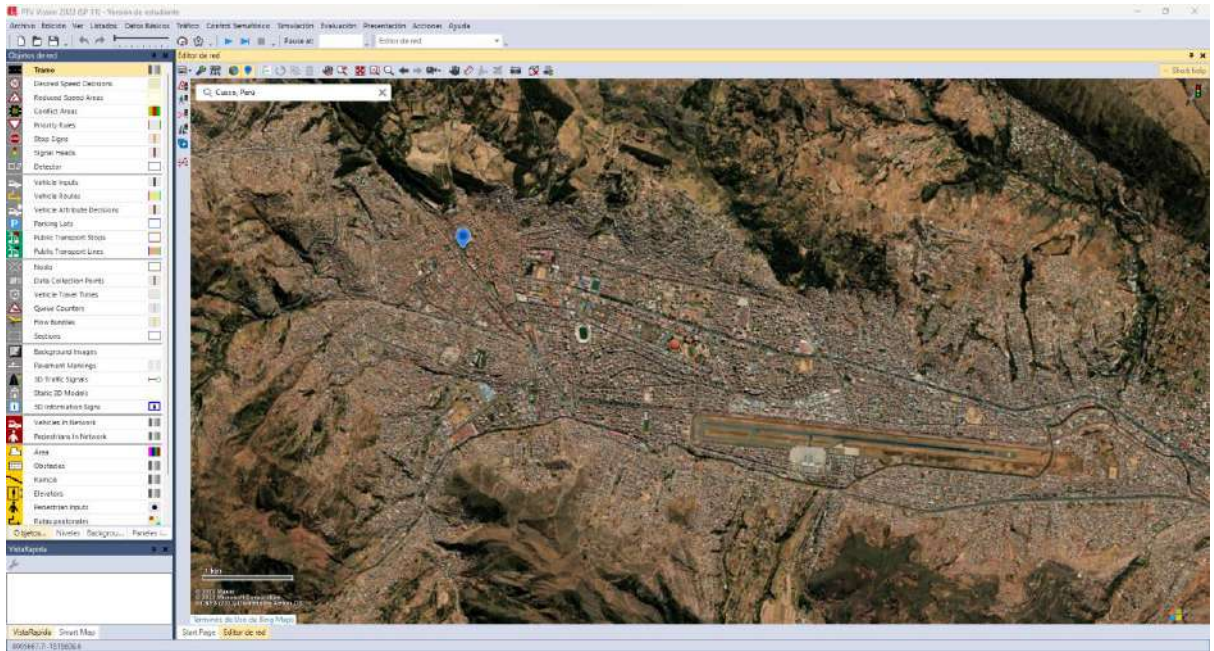 PTV Vissim 2022 (SP 11) - Versión de estudiante
Archivo Edición Ver Listados Datos Básicos Tráfico Control Semafórico Simulación Evaluación Presentación Acciones Ayuda
Pause at:
Editor de red
Objetos de red
Editor de red
Short help
Cusco, Perú
Tramo
Desired Speed Decisions
Reduced Speed Areas
Conflict Areas
Priority Rules
Stop Signs
Signal Heads
Detector
Vehicle Inputs
Vehicle Routes
Vehicle Attribute Decisions
Parking Lots
Public Transport Stops
Public Transport Lines
Nodo
Data Collection Points
Vehicle Travel Times
Queue Counters
Flow Bundles
Sections
Background Images
Pavement Markings
3D Traffic Signals
Static 3D Models
3D Information Signs
Vehicles In Network
Pedestrians In Network
Área
Obstacles
Ramps
Elevators
Pedestrian Inputs
Rutas peatonales
Objetos... Niveles Backgrou... Paneles
VistaRápida
1 km
© 2022 Microsoft Corporation
Términos de Uso de Bing Maps
VistaRápida Smart Map
Start Page Editor de red